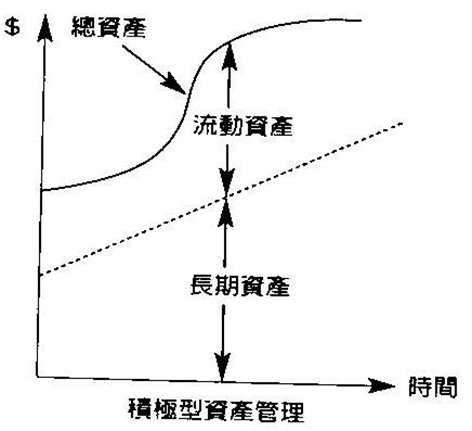 $
總資產
流動資產
長期資產
時間
積極型資產管理